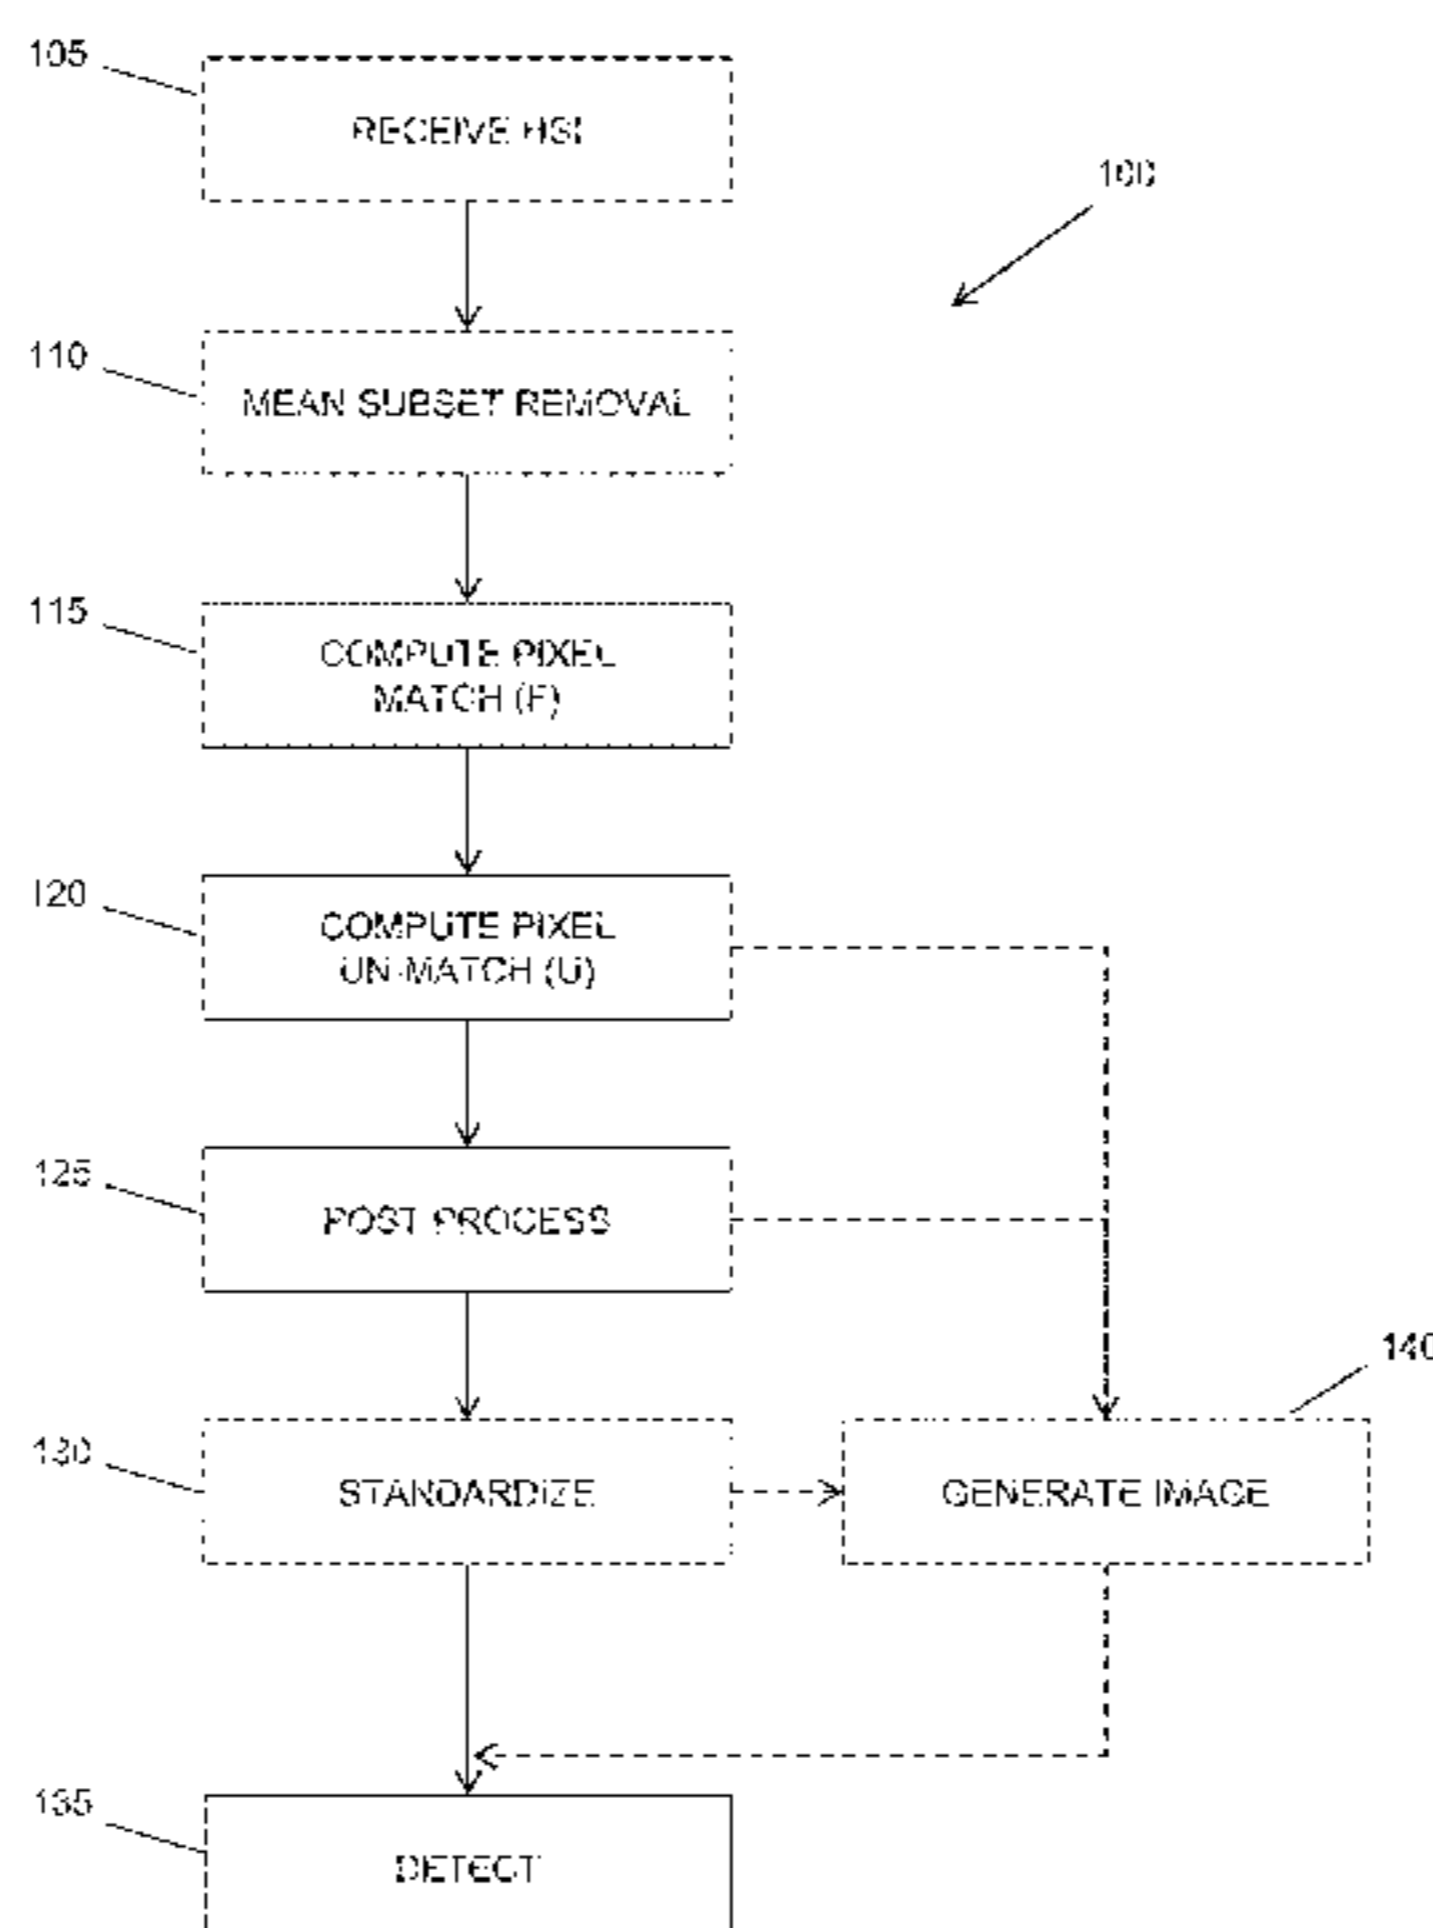 105
RECEIVE HSI
100
110
MEAN SUBSET REMOVAL
115
COMPUTE PIXEL
MATCH (F)
120
COMPUTE PIXEL
UN-MATCH (U)
125
POST PROCESS
140
130
STANDARDIZE
GENERATE IMAGE
135
DETECT